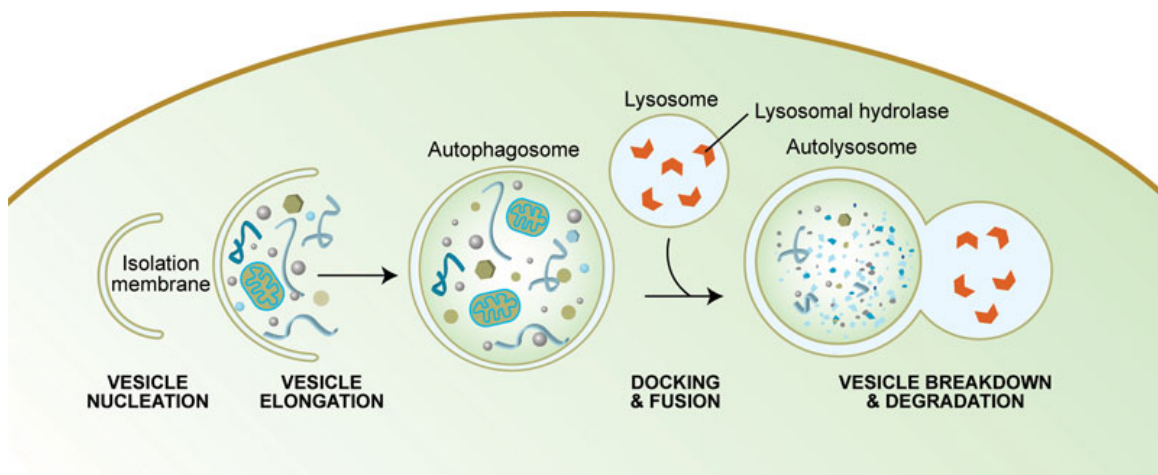 Lysosome
Lysosomal hydrolase
Autophagosome
Autolysosome
Isolation
membrane
VESICLE
NUCLEATION
VESICLE
ELONGATION
DOCKING
& FUSION
VESICLE BREAKDOWN
& DEGRADATION